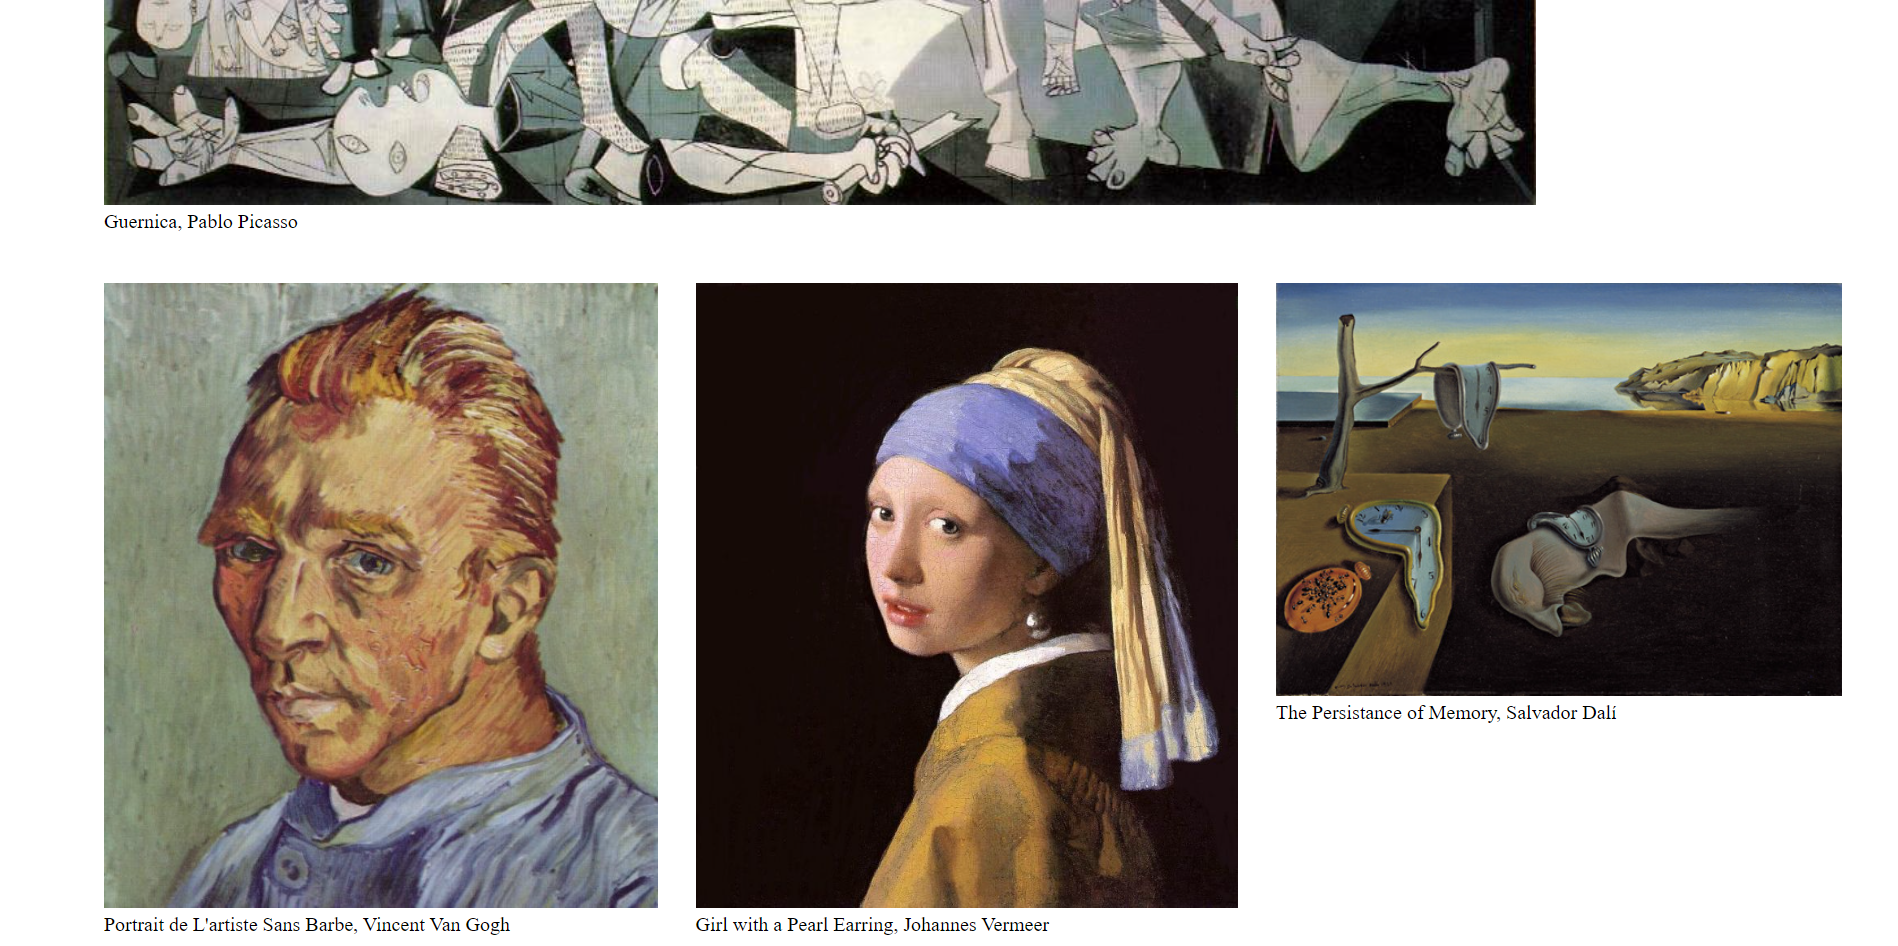 Guernica, Pablo Picasso
Portrait de L'artiste Sans Barbe, Vincent Van Gogh
Girl with a Pearl Earring, Johannes Vermeer
The Persistance of Memory, Salvador Dalí